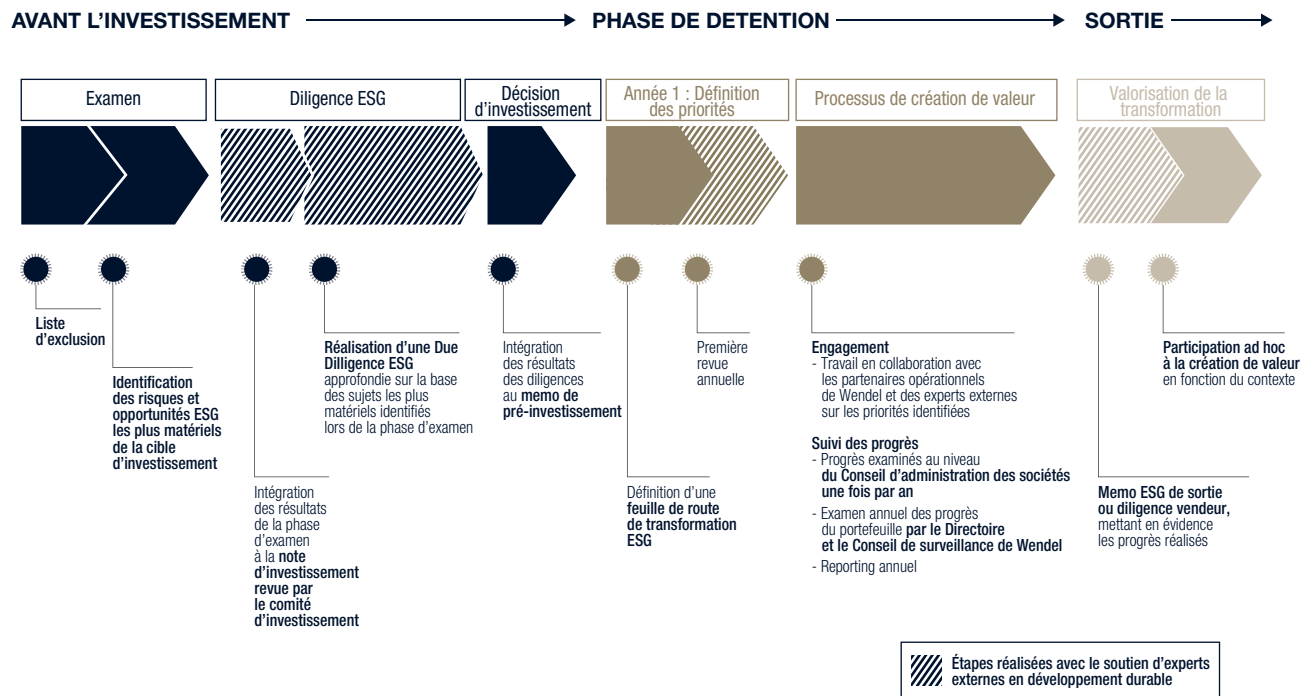 AVANT L’INVESTISSEMENT
PHASE DE DETENTION
SORTIE
Examen
Diligence ESG
Décision
d’investissement
Année 1 : Définition
des priorités
Processus de création de valeur
Valorisation de la
transformation
Liste
d’exclusion
Identification
des risques et
opportunités ESG
les plus matériels
de la cible
d’investissement
Intégration
des résultats
de la phase
d’examen
à la note
d’investissement
revue par
le comité
d’investissement
Réalisation d’une Due
Dilligence ESG
approfondie sur la base
des sujets les plus
matériels identifiés
lors de la phase d’examen
Intégration
des résultats
des diligences
au memo de
pré-investissement
Définition d’une
feuille de route
de transformation
ESG
Première
revue
annuelle
Engagement
- Travail en collaboration avec
les partenaires opérationnels
de Wendel et des experts externes
sur les priorités identifiées
Suivi des progrès
- Progrès examinés au niveau
du Conseil d’administration des sociétés
une fois par an
- Examen annuel des progrès
du portefeuille par le Directoire
et le Conseil de surveillance de Wendel
- Reporting annuel
Memo ESG de sortie
ou diligence vendeur,
mettant en évidence
les progrès réalisés
Participation ad hoc
à la création de valeur
en fonction du contexte
Étapes réalisées avec le soutien d’experts
externes en développement durable